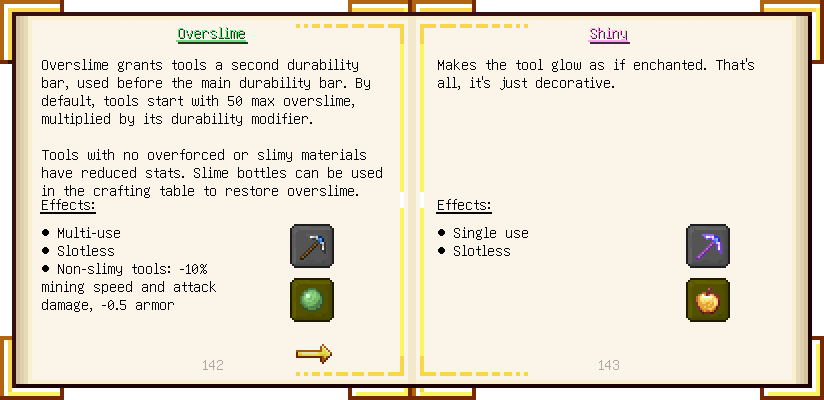 Overslime
Overslime grants tools a second durability
bar, used before the main durability bar. By
default, tools start with 50 max overslime,
multiplied by its durability modifier.
Tools with no overforced or slimy materials
have reduced stats. Slime bottles can be used
in the crafting table to restore overslime.
Effects:
● Multi-use
● Slotless
● Non-slimy tools: -10%
mining speed and attack
damage, -0.5 armor
142
Shiny
Makes the tool glow as if enchanted. That's
all, it's just decorative.
Effects:
● Single use
● Slotless
143